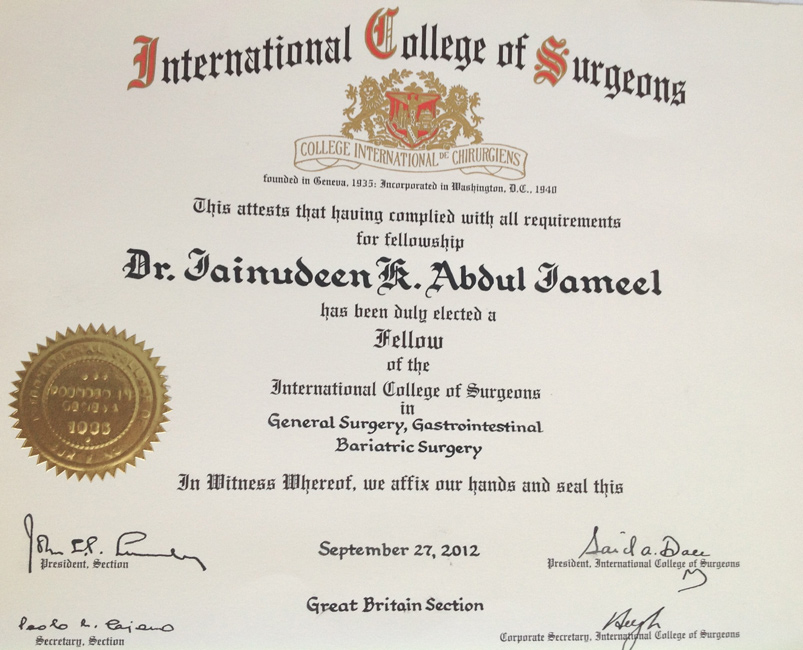 International College of Surgeons
COLLEGE INTERNATIONAL DE CHIRURGIENS
founded in Geneva, 1935; Incorporated in Washington, D.C., 1940
This attests that having complied with all requirements
for fellowship
Dr. Jainudeen K. Abdul Jameel
has been duly elected a
Fellow
of the
International College of Surgeons
in
General Surgery, Gastrointestinal
Bariatric Surgery
In Witness Whereof, we affix our hands and seal this
FOUNDED IN
GENEVA
1935
September 27, 2012
President, Section
President, International College of Surgeons
Great Britain Section
Secretary, Section
Corporate Secretary, International College of Surgeons